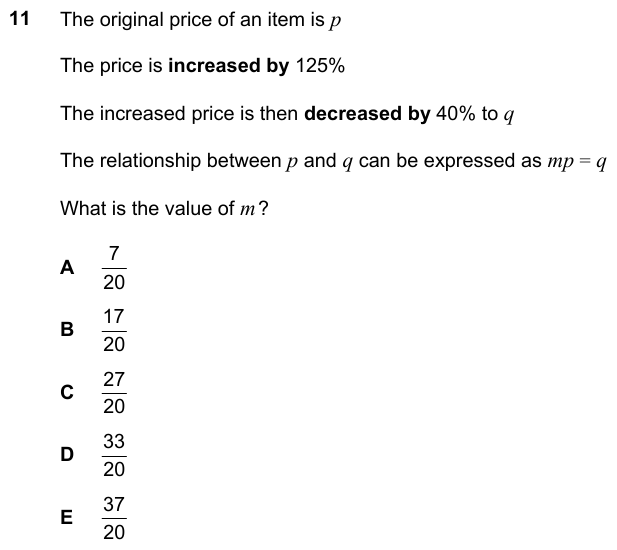 11 The original price of an item is p
The price is increased by 125%
The increased price is then decreased by 40% to q
The relationship between p and q can be expressed as mp = q
What is the value of m?
A 7/20
B 17/20
C 27/20
D 33/20
E 37/20